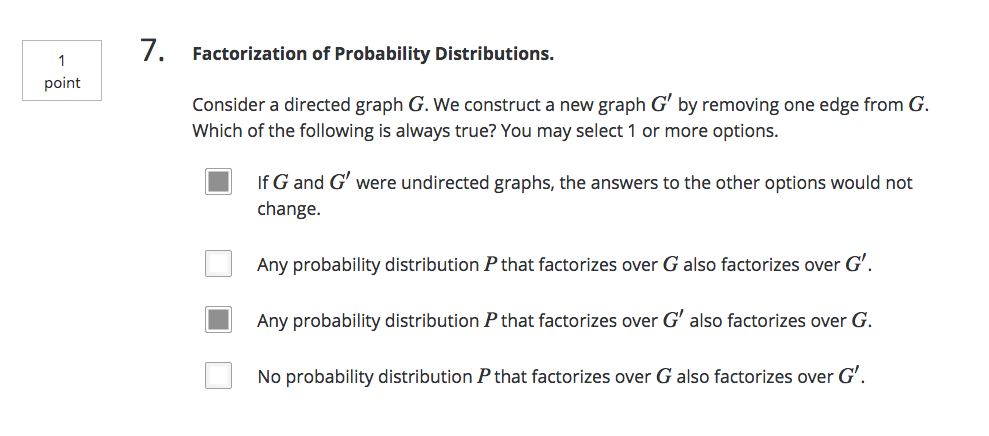 1
point
7.
Factorization of Probability Distributions.
Consider a directed graph G. We construct a new graph G′ by removing one edge from G.
Which of the following is always true? You may select 1 or more options.
If G and G′ were undirected graphs, the answers to the other options would not
change.
Any probability distribution P that factorizes over G also factorizes over G′.
Any probability distribution P that factorizes over G′ also factorizes over G.
No probability distribution P that factorizes over G also factorizes over G′.